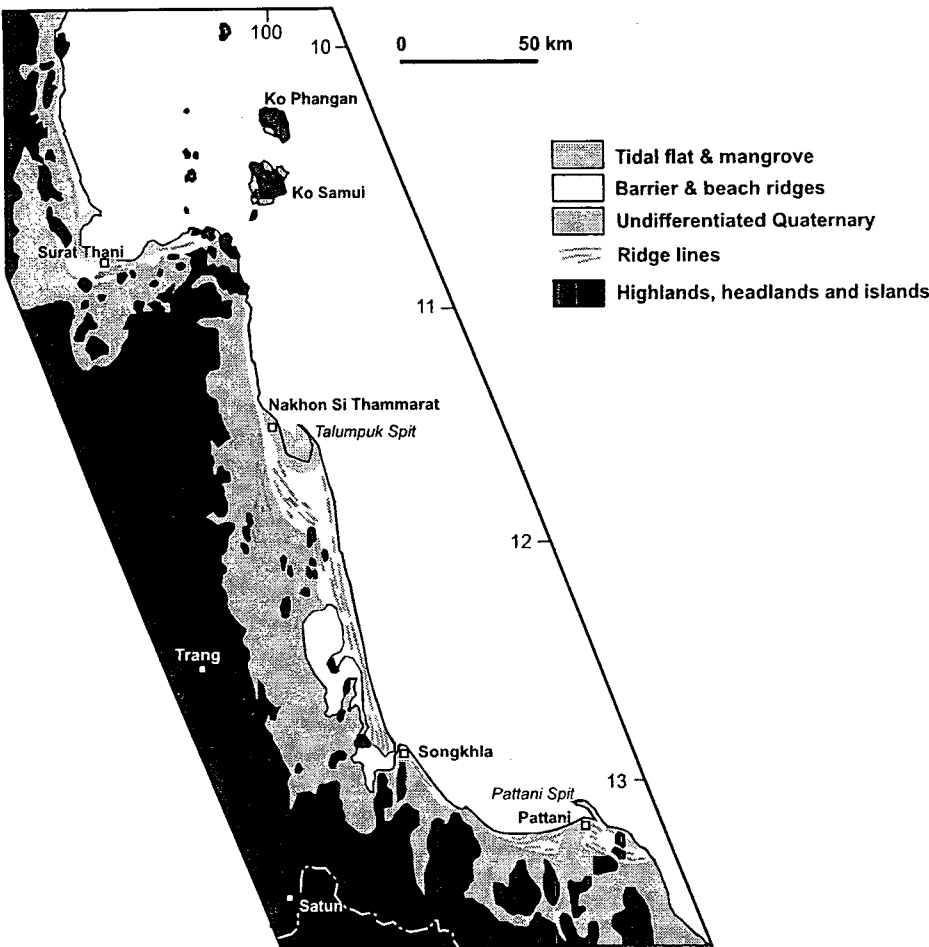 100
10
0 50 km
Ko Phangan
Ko Samui
Tidal flat & mangrove
Barrier & beach ridges
Undifferentiated Quaternary
Ridge lines
Highlands, headlands and islands
Surat Thani
11
Nakhon Si Thammarat
Talumpuk Spit
12
Trang
Songkhla
13
Pattani Spit
Pattani
Satun